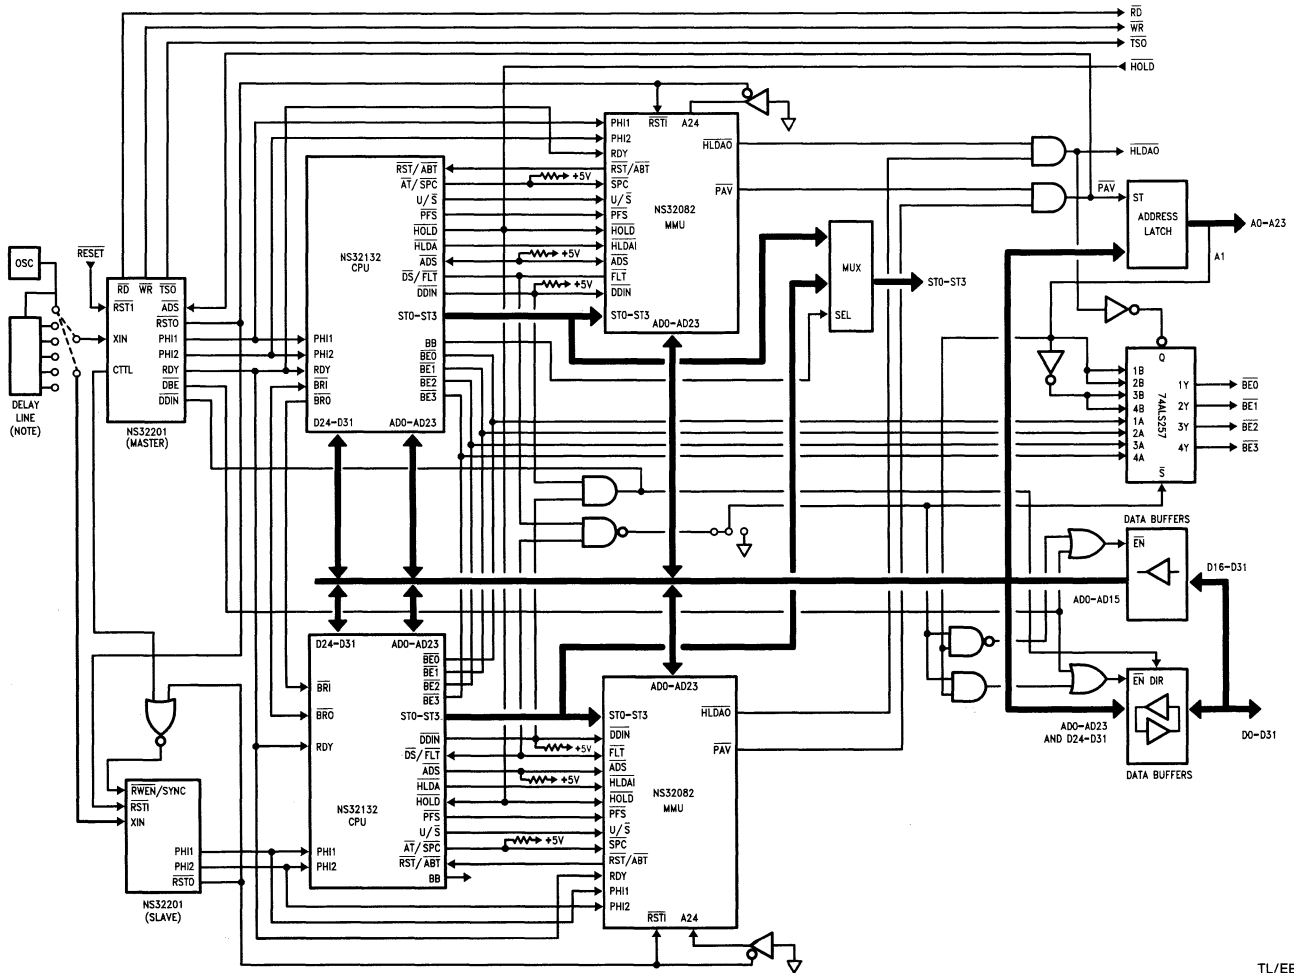 RD
WR
TSO
HOLD
RSTI A24
PHI1
PHI2
RDY
RST/ABT
SPC
U/S
PFS
HOLD
HLDAI
ADS
FLT
DDIN
ST0-ST3
AD0-AD23
HLDAO
PAV
NS32082
MMU
RST/ABT
AT/SPC
U/S
PFS
HOLD
HLDA
ADS
DS/FLT
DDIN
ST0-ST3
BB
BE0
BE1
BE2
BE3
NS32132
CPU
PHI1
PHI2
RDY
BRI
BRO
D24-D31 AD0-AD23
+5V
+5V
+5V
HLDAO
PAV
ST
ADDRESS
LATCH
A0-A23
A1
MUX
SEL
ST0-ST3
OSC
RESET
RD WR TSO
RST1
ADS
RSTO
XIN
PHI1
PHI2
CTTL
RDY
DBE
DDIN
DELAY
LINE
(NOTE)
NS32201
(MASTER)
Q
1B
2B
3B
4B
1A
2A
3A
4A
74ALS257
1Y
2Y
3Y
4Y
S
BE0
BE1
BE2
BE3
DATA BUFFERS
EN
D16-D31
AD0-AD15
D24-D31 AD0-AD23
BE0
BE1
BE2
BE3
ST0-ST3
DDIN
DS/FLT
ADS
HLDA
HOLD
PFS
U/S
AT/SPC
RST/ABT
BB
BRI
BRO
RDY
NS32132
CPU
PHI1
PHI2
+5V
+5V
+5V
AD0-AD23
ST0-ST3
DDIN
FLT
ADS
HLDAI
HOLD
PFS
U/S
SPC
RST/ABT
RDY
PHI1
PHI2
RSTI A24
HLDAO
PAV
NS32082
MMU
EN DIR
AD0-AD23
AND D24-D31
D0-D31
DATA BUFFERS
RWEN/SYNC
RSTI
XIN
PHI1
PHI2
RSTO
NS32201
(SLAVE)
TL/EE